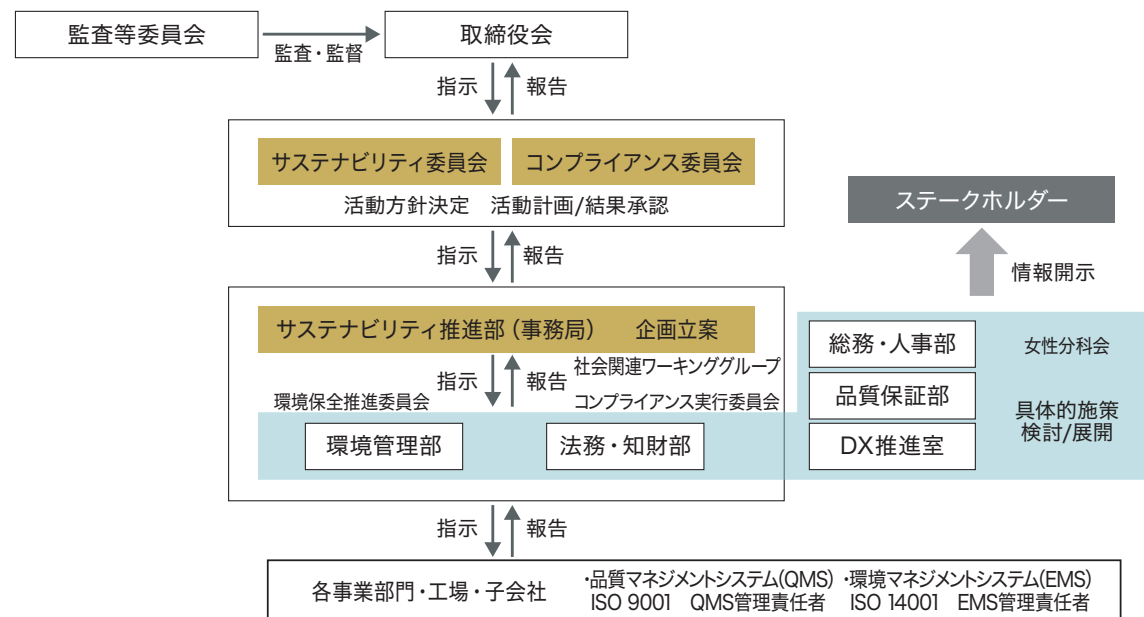 監査等委員会
監査・監督
取締役会
指示
報告
サステナビリティ委員会
コンプライアンス委員会
活動方針決定　活動計画/結果承認
ステークホルダー
情報開示
指示
報告
サステナビリティ推進部（事務局）　企画立案
社会関連ワーキンググループ
指示
報告
環境保全推進委員会
コンプライアンス実行委員会
環境管理部
法務・知財部
総務・人事部
女性分科会
品質保証部
具体的施策
検討/展開
DX推進室
指示
報告
各事業部門・工場・子会社
・品質マネジメントシステム(QMS)
ISO 9001　QMS管理責任者
・環境マネジメントシステム(EMS)
ISO 14001　EMS管理責任者